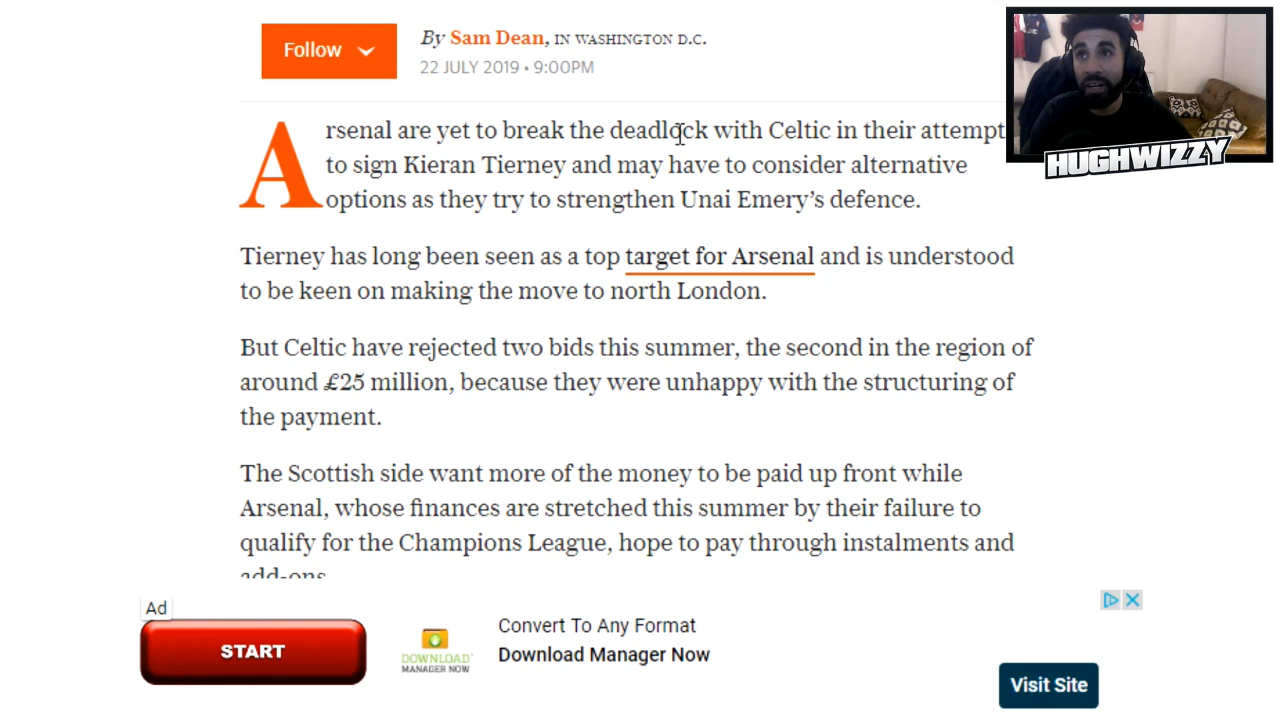 Follow
By Sam Dean, IN WASHINGTON D.C.
22 JULY 2019 • 9:00PM
HUGHWIZZY
Arsenal are yet to break the deadlock with Celtic in their attempt
to sign Kieran Tierney and may have to consider alternative
options as they try to strengthen Unai Emery’s defence.
Tierney has long been seen as a top target for Arsenal and is understood
to be keen on making the move to north London.
But Celtic have rejected two bids this summer, the second in the region of
around £25 million, because they were unhappy with the structuring of
the payment.
The Scottish side want more of the money to be paid up front while
Arsenal, whose finances are stretched this summer by their failure to
qualify for the Champions League, hope to pay through instalments and
add-ons
Ad
START
DOWNLOAD
MANAGER NOW
Convert To Any Format
Download Manager Now
Visit Site